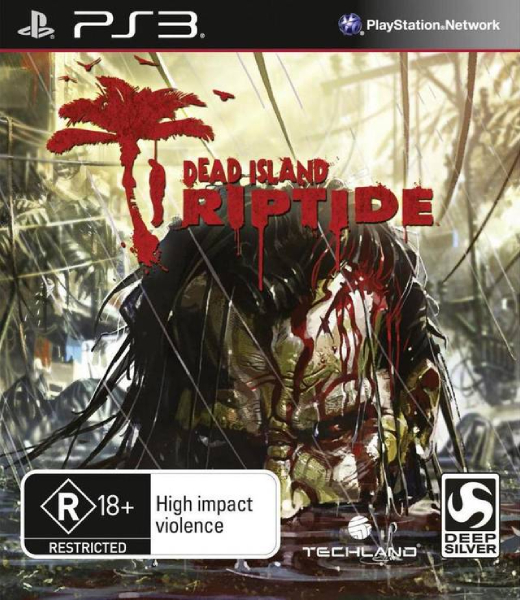 PS3.
PlayStation®Network
DEAD ISLAND
RIPTIDE
R 18+
RESTRICTED
High impact
violence
TECHLAND
DEEP
SILVER